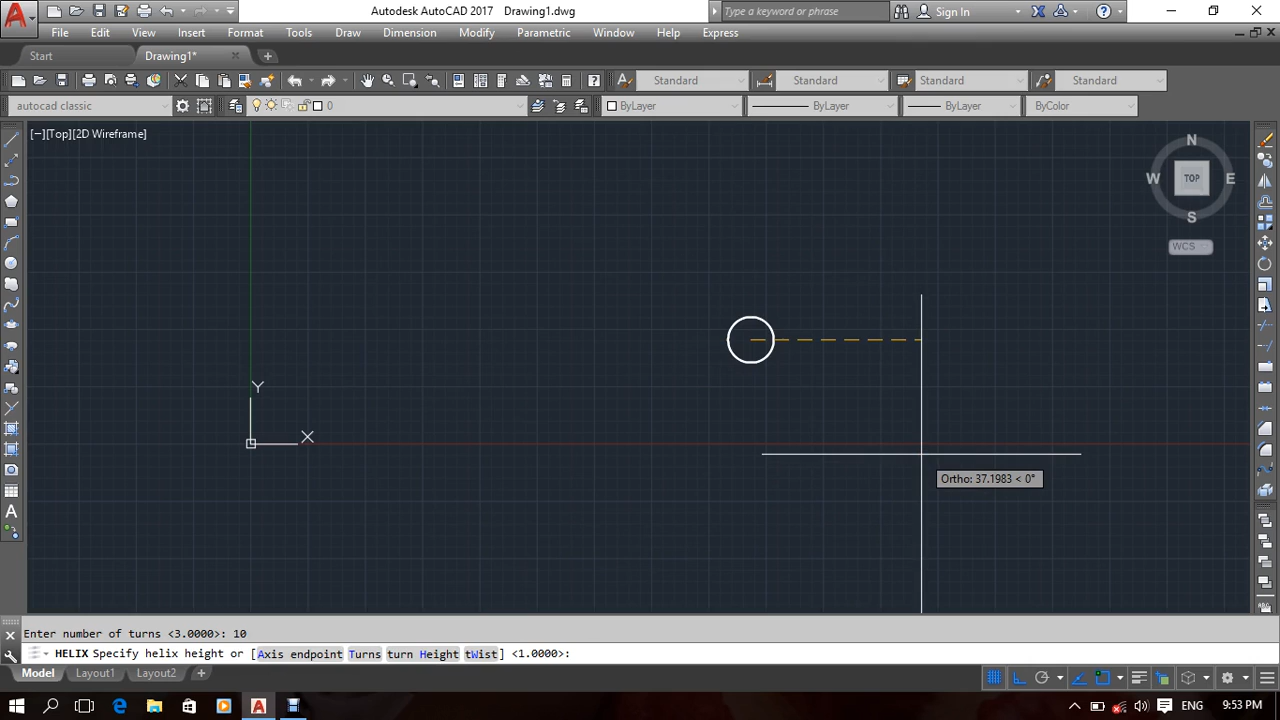 Autodesk AutoCAD 2017 Drawing1.dwg
Type a keyword or phrase
Sign In
File Edit View Insert Format Tools Draw Dimension Modify Parametric Window Help Express
Start Drawing1*
Standard Standard Standard Standard
autocad classic 0 ByLayer ByLayer ByLayer ByColor
[−][Top][2D Wireframe]
N
W TOP E
S
WCS
Y
X
Ortho: 37.1983 < 0°
A
Enter number of turns <3.0000>: 10
HELIX Specify helix height or [Axis endpoint Turns turn Height tWist] <1.0000>:
Model Layout1 Layout2
ENG 9:53 PM